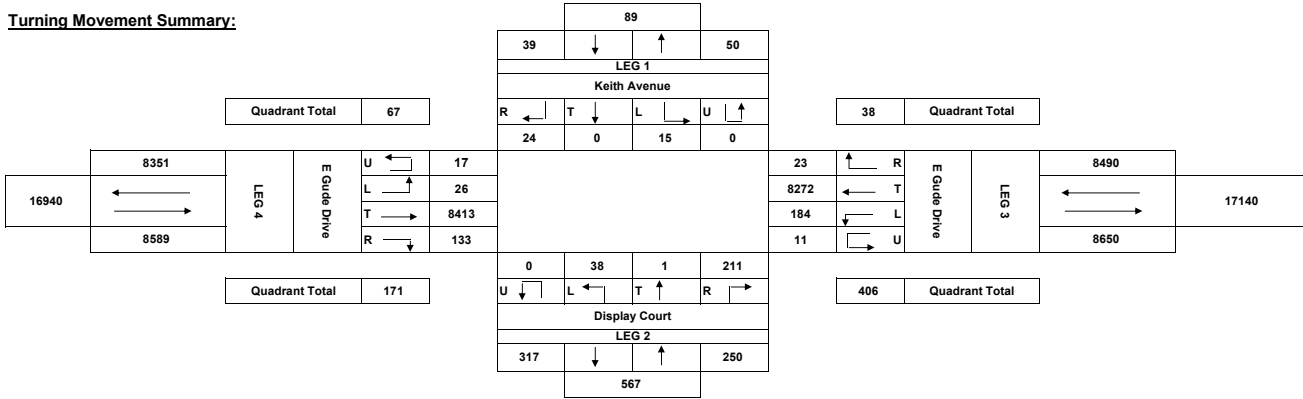 Turning Movement Summary:
89
39 50
LEG 1
Keith Avenue
Quadrant Total 67
R T L U
38 Quadrant Total
24 0 15 0
8351
U 17
23 R
8490
16940
LEG 4
E Gude Drive
L 26
8272 T
E Gude Drive
LEG 3
17140
T 8413
184 L
8589
R 133
11 U
8650
0 38 1 211
Quadrant Total 171
U L T R
406 Quadrant Total
Display Court
LEG 2
317 250
567